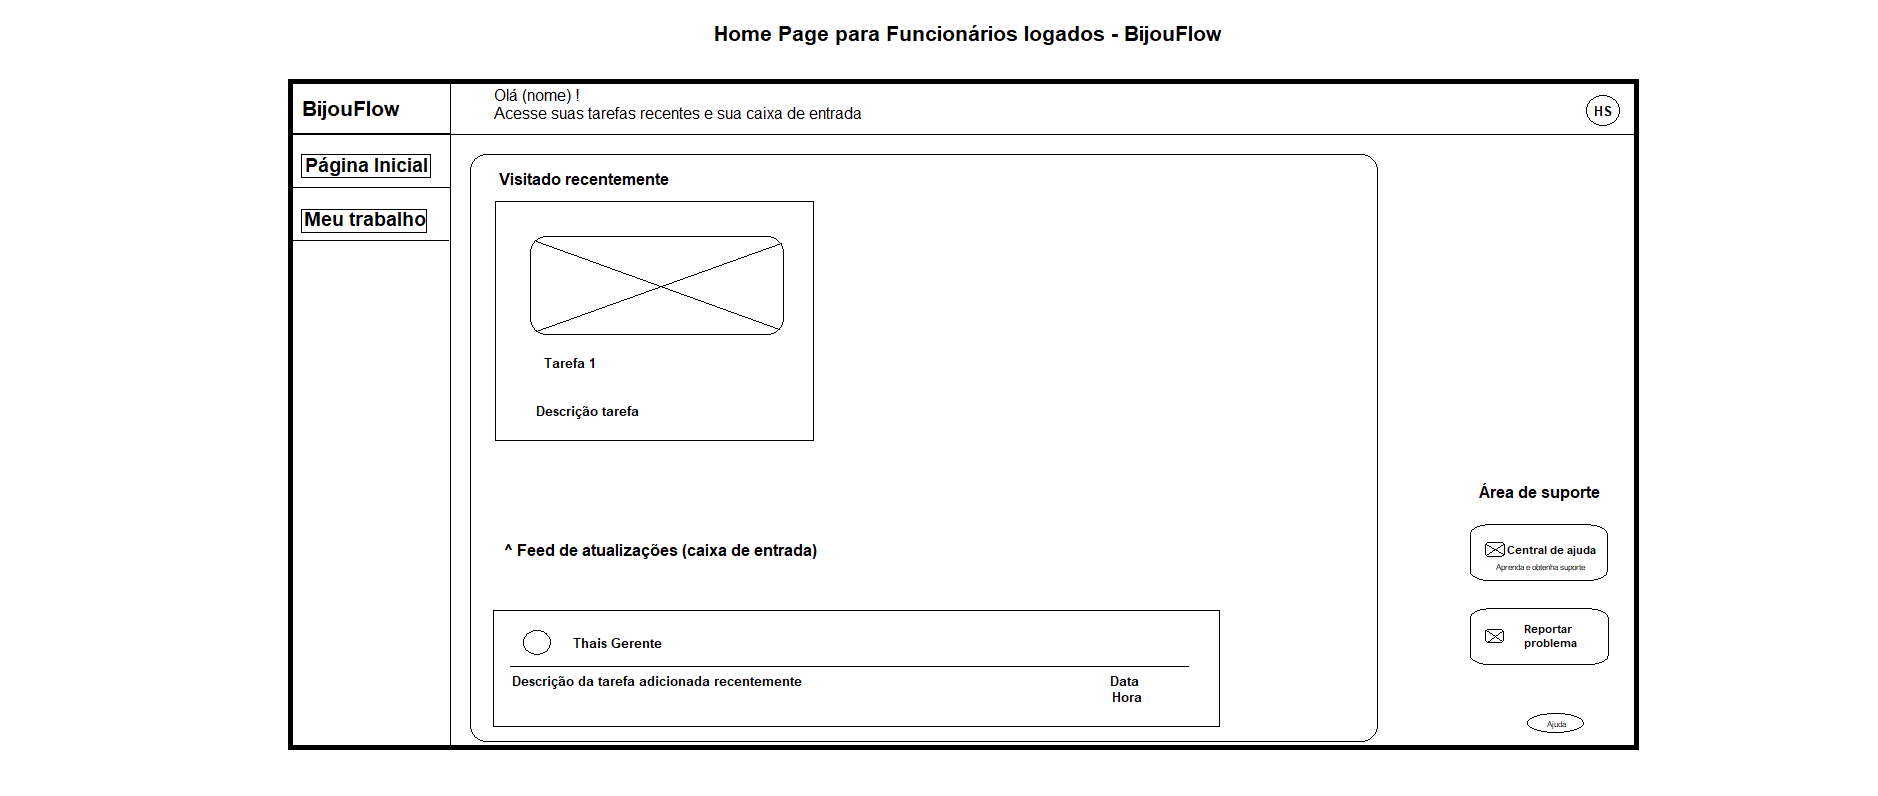 Home Page para Funcionários logados - BijouFlow
BijouFlow
Olá (nome) !
Acesse suas tarefas recentes e sua caixa de entrada
HS
Página Inicial
Meu trabalho
Visitado recentemente
Tarefa 1
Descrição tarefa
^ Feed de atualizações (caixa de entrada)
Thais Gerente
Descrição da tarefa adicionada recentemente
Data
Hora
Área de suporte
Central de ajuda
Aprenda e obtenha suporte
Reportar
problema
Ajuda